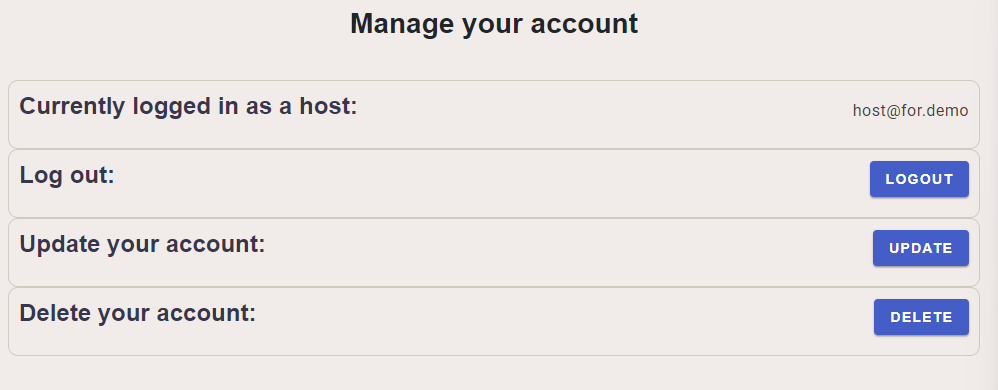 Manage your account
Currently logged in as a host: host@for.demo
Log out: LOGOUT
Update your account: UPDATE
Delete your account: DELETE